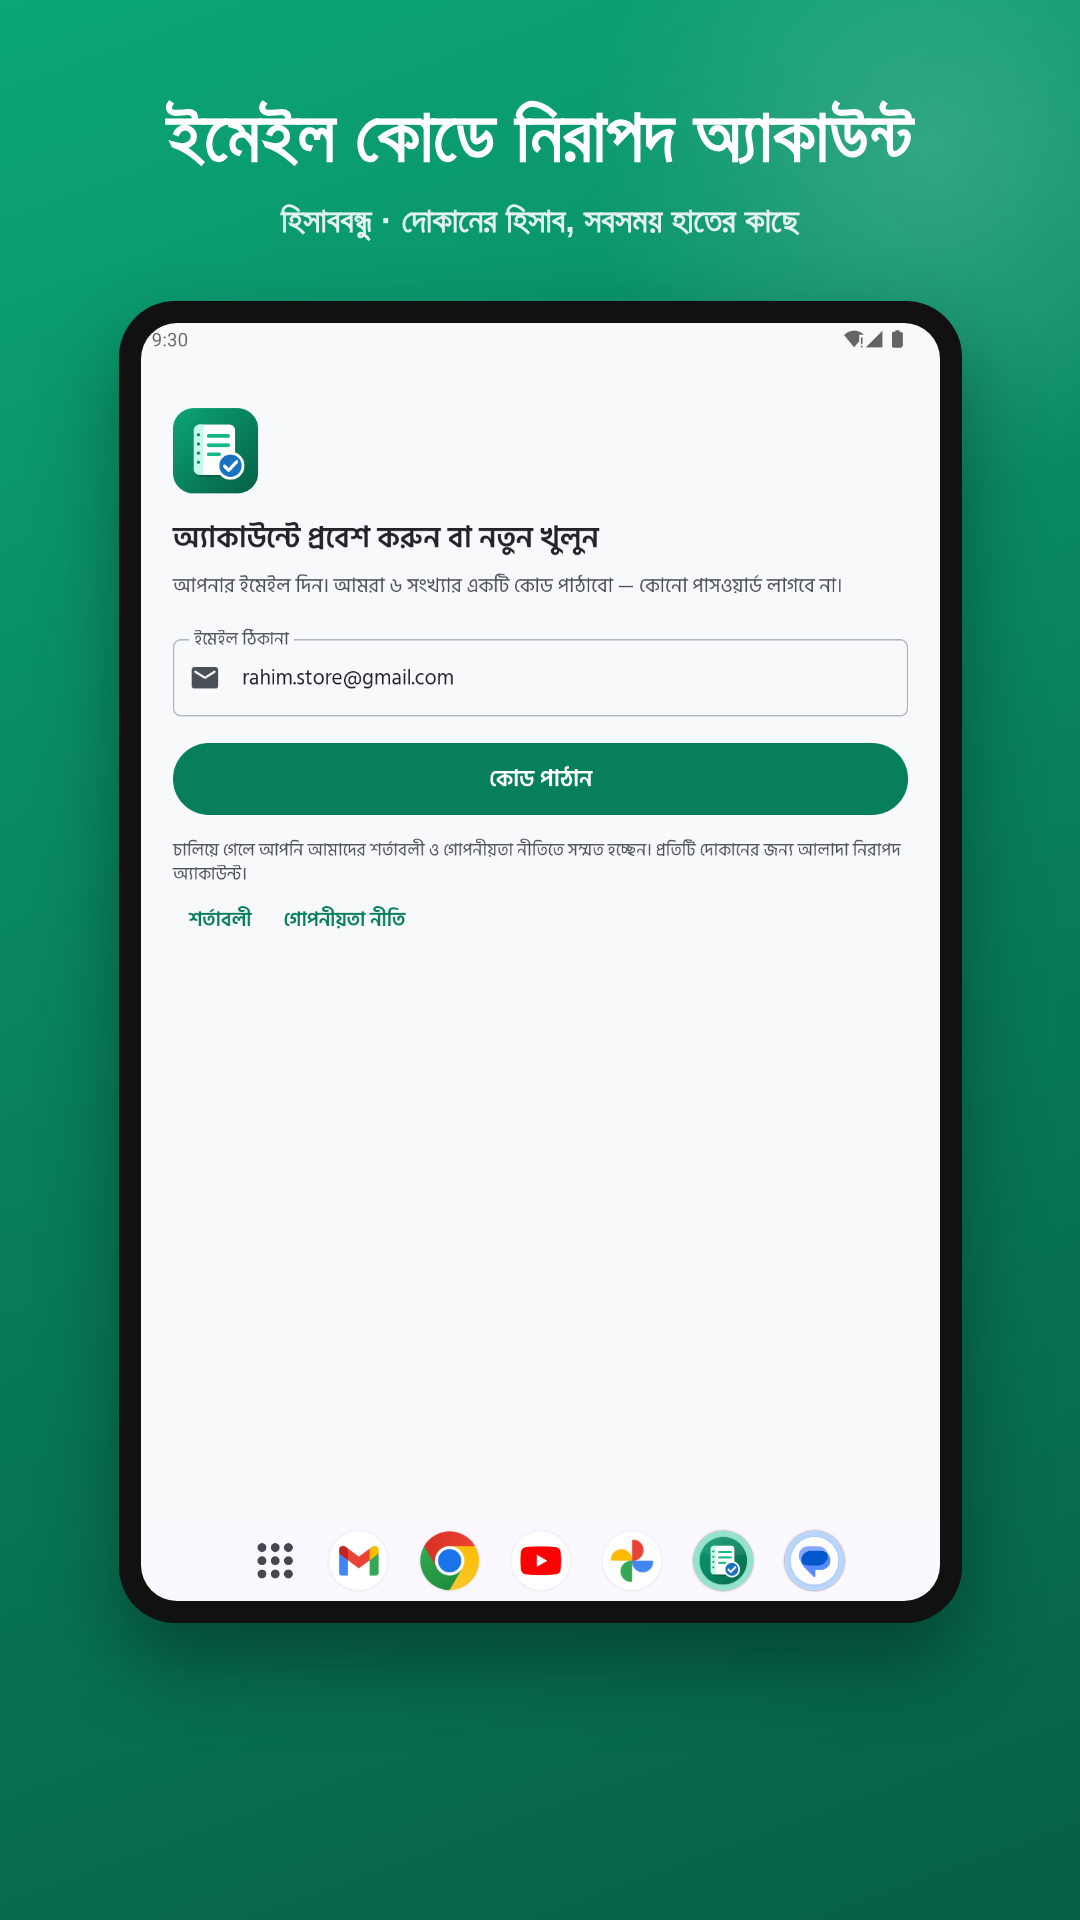 ইমেইল কোডে নিরাপদ অ্যাকাউন্ট
হিসাববন্ধু · দোকানের হিসাব, সবসময় হাতের কাছে
9:30
অ্যাকাউন্টে প্রবেশ করুন বা নতুন খুলুন
আপনার ইমেইল দিন। আমরা ৬ সংখ্যার একটি কোড পাঠাবো — কোনো পাসওয়ার্ড লাগবে না।
ইমেইল ঠিকানা
rahim.store@gmail.com
কোড পাঠান
চালিয়ে গেলে আপনি আমাদের শর্তাবলী ও গোপনীয়তা নীতিতে সম্মত হচ্ছেন। প্রতিটি দোকানের জন্য আলাদা নিরাপদ
অ্যাকাউন্ট।
শর্তাবলী গোপনীয়তা নীতি